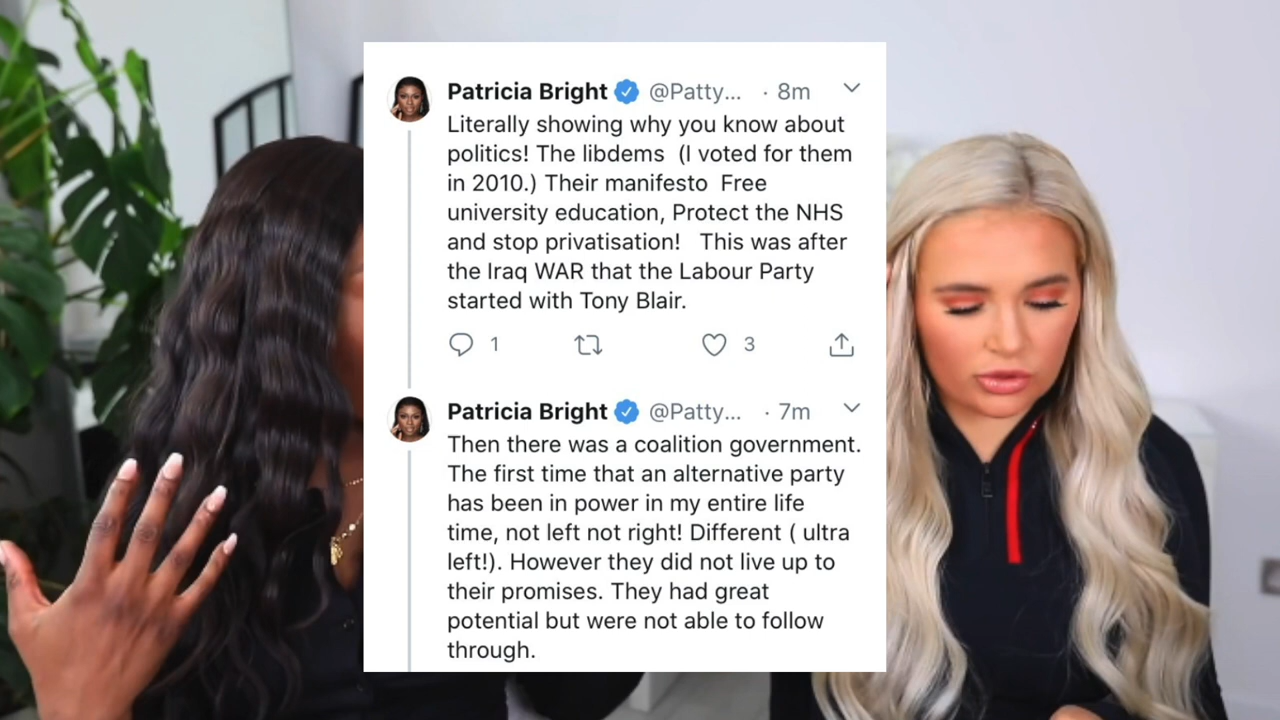 Patricia Bright @Patty... · 8m
Literally showing why you know about
politics! The libdems (I voted for them
in 2010.) Their manifesto Free
university education, Protect the NHS
and stop privatisation! This was after
the Iraq WAR that the Labour Party
started with Tony Blair.
1 3
Patricia Bright @Patty... · 7m
Then there was a coalition government.
The first time that an alternative party
has been in power in my entire life
time, not left not right! Different ( ultra
left!). However they did not live up to
their promises. They had great
potential but were not able to follow
through.